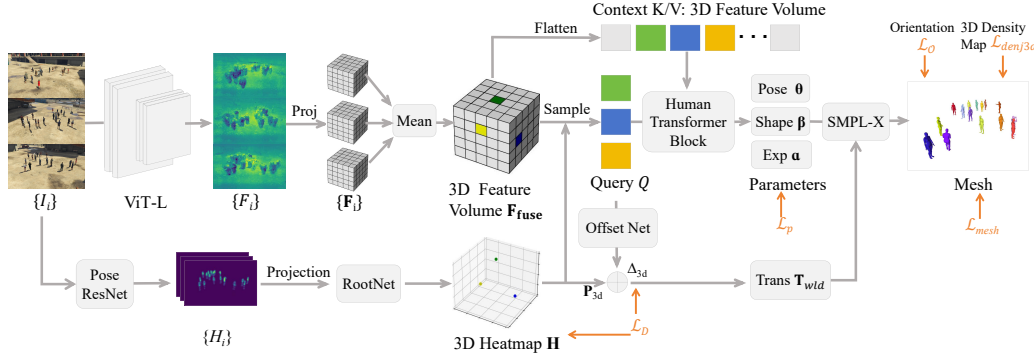 Context K/V: 3D Feature Volume
Flatten
Orientation 3D Density
Map
𝓛_O
𝓛_den/3d
Proj
Mean
Sample
Human
Transformer
Block
Pose θ
Shape β
Exp α
SMPL-X
{I_i}
ViT-L
{F_i}
{𝐅_i}
3D Feature
Volume 𝐅_fuse
Query Q
Parameters
𝓛_p
Mesh
𝓛_mesh
Offset Net
Pose
ResNet
Projection
RootNet
𝐏_3d
Δ_3d
Trans 𝐓_wld
𝓛_D
{H_i}
3D Heatmap 𝐇